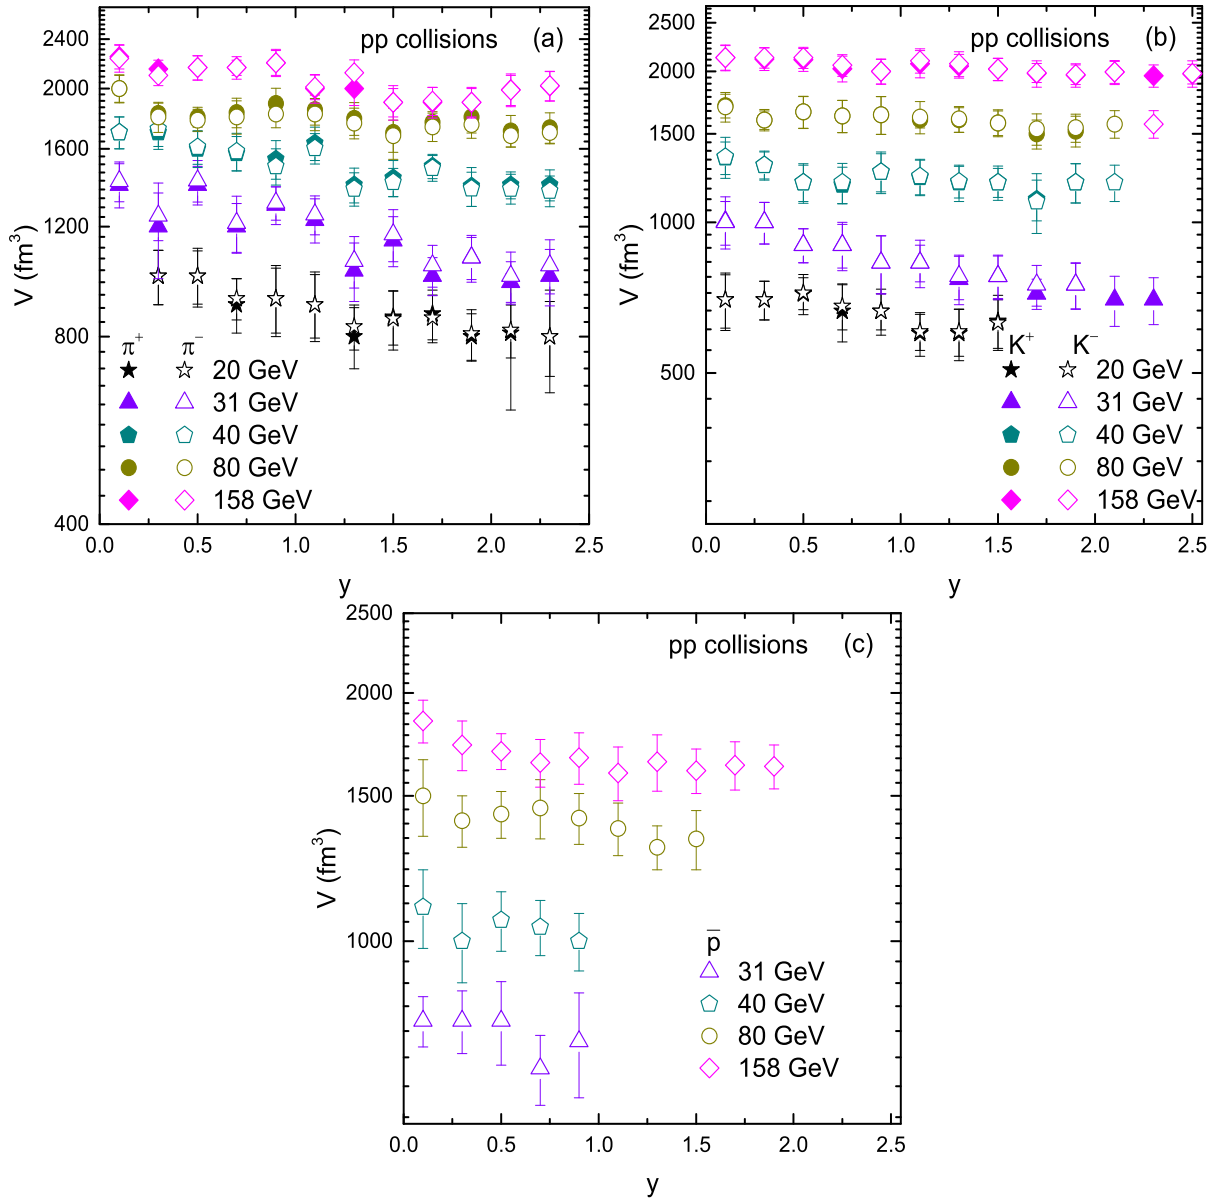 pp collisions (a)
2400
2000
1600
1200
800
400
V (fm³)
π⁺ π⁻
20 GeV
31 GeV
40 GeV
80 GeV
158 GeV
0.0 0.5 1.0 1.5 2.0 2.5
y
pp collisions (b)
2500
2000
1500
1000
500
V (fm³)
K⁺ K⁻
20 GeV
31 GeV
40 GeV
80 GeV
158 GeV
0.0 0.5 1.0 1.5 2.0 2.5
y
pp collisions (c)
2500
2000
1500
1000
V (fm³)
p̅
31 GeV
40 GeV
80 GeV
158 GeV
0.0 0.5 1.0 1.5 2.0 2.5
y